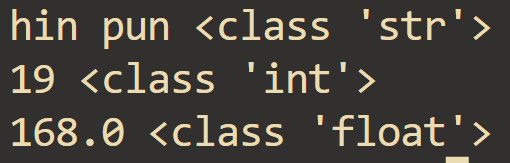 hin pun <class 'str'>
19 <class 'int'>
168.0 <class 'float'>